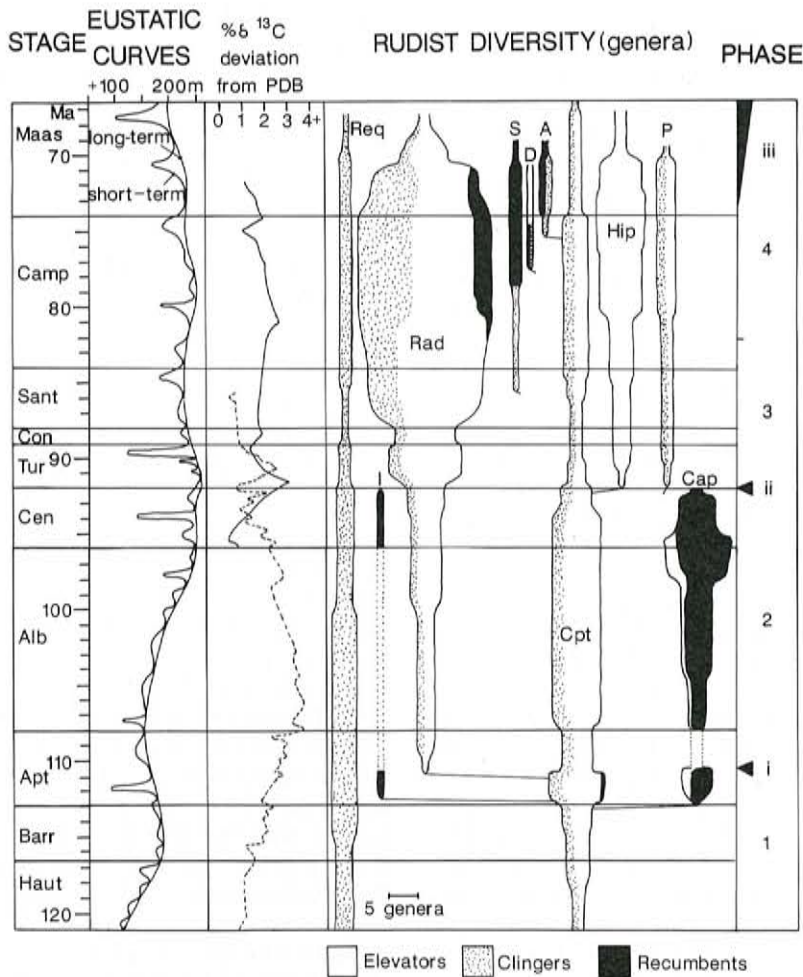 STAGE
EUSTATIC
CURVES
+100 200m
%δ ¹³C
deviation
from PDB
0 1 2 3 4+
RUDIST DIVERSITY (genera)
PHASE
Ma
Maas
70
long-term
short-term
Req
S
D
A
P
iii
Camp
80
Rad
Hip
4
Sant
3
Con
Tur
90
I
Cap
ii
Cen
100
Alb
Cpt
2
110
Apt
i
Barr
1
Haut
120
5 genera
Elevators Clingers Recumbents